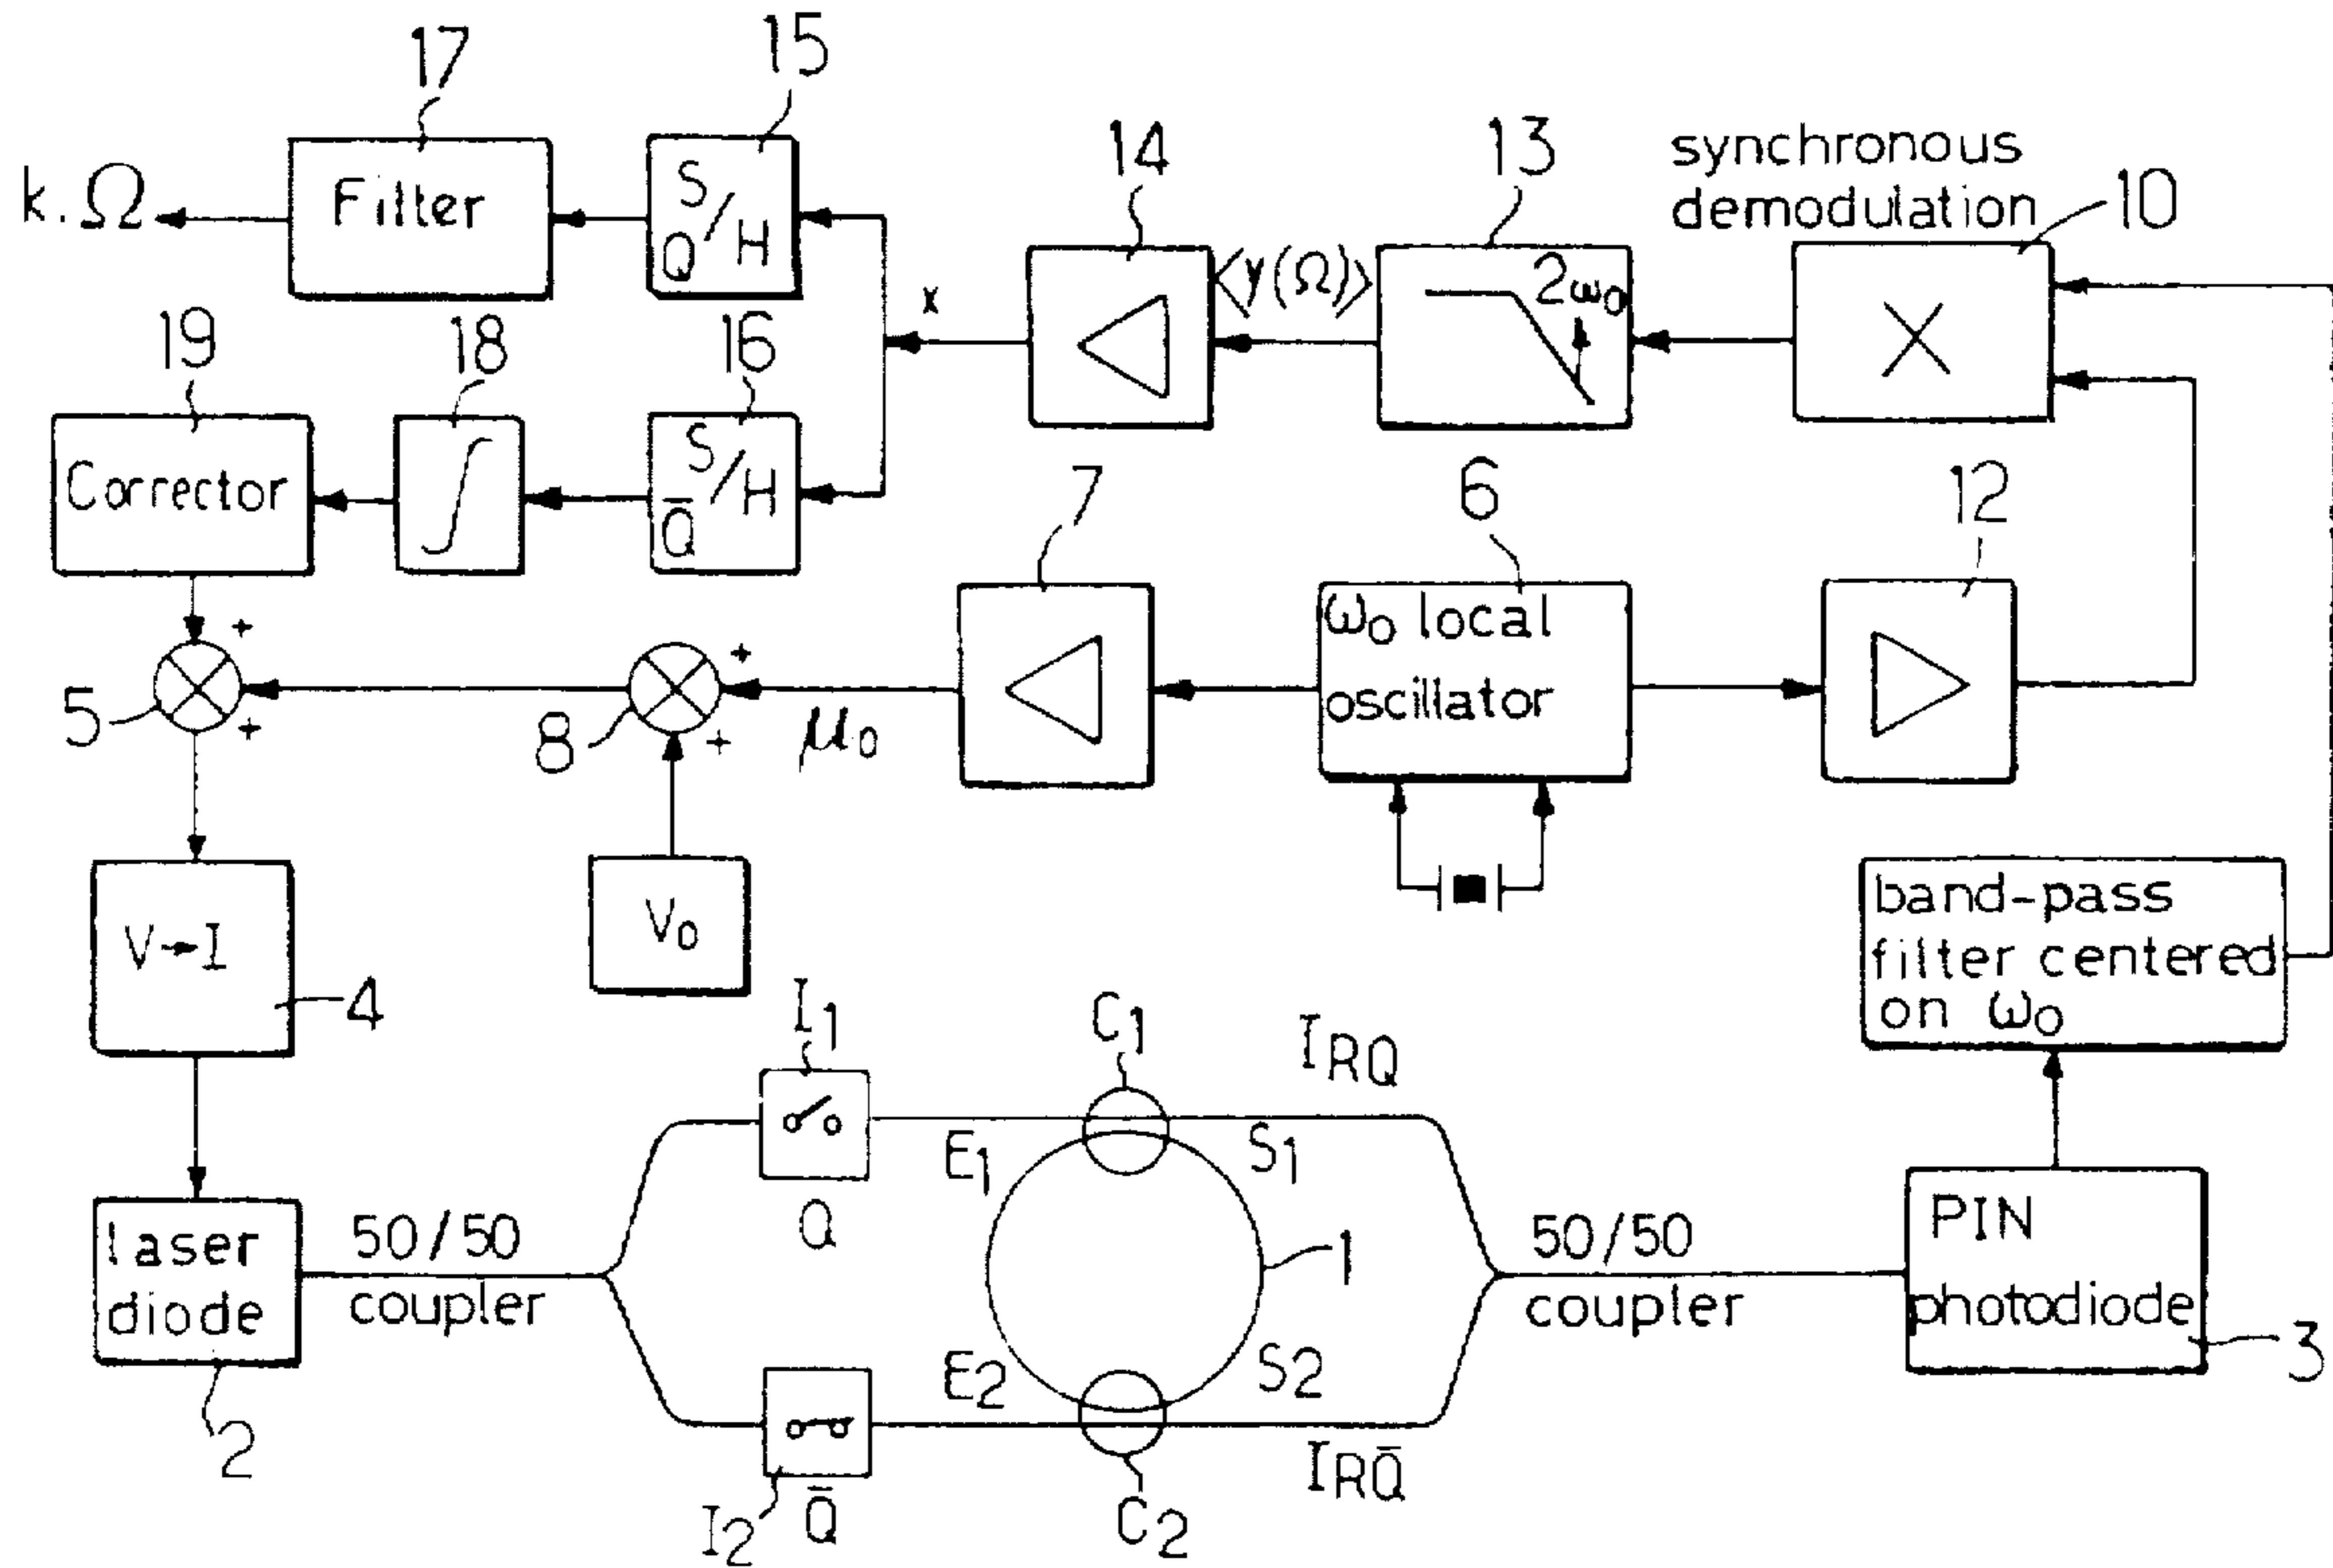 17
15
14
13
synchronous
demodulation
10
k.Ω
Filter
S/H
Q
x
<y(Ω)>
2ω₀
X
19
18
16
Corrector
∫
S/H
Q̄
7
6
12
ω₀ local
oscillator
+
+
5
+
8
+
μ₀
V₀
V→I
4
band-pass
filter centered
on ω₀
I₁
C₁
I_RQ
E₁
S₁
Q
laser
diode
50/50
coupler
1
50/50
coupler
PIN
photodiode
3
2
E₂
S₂
I₂
Q̄
C₂
I_RQ̄